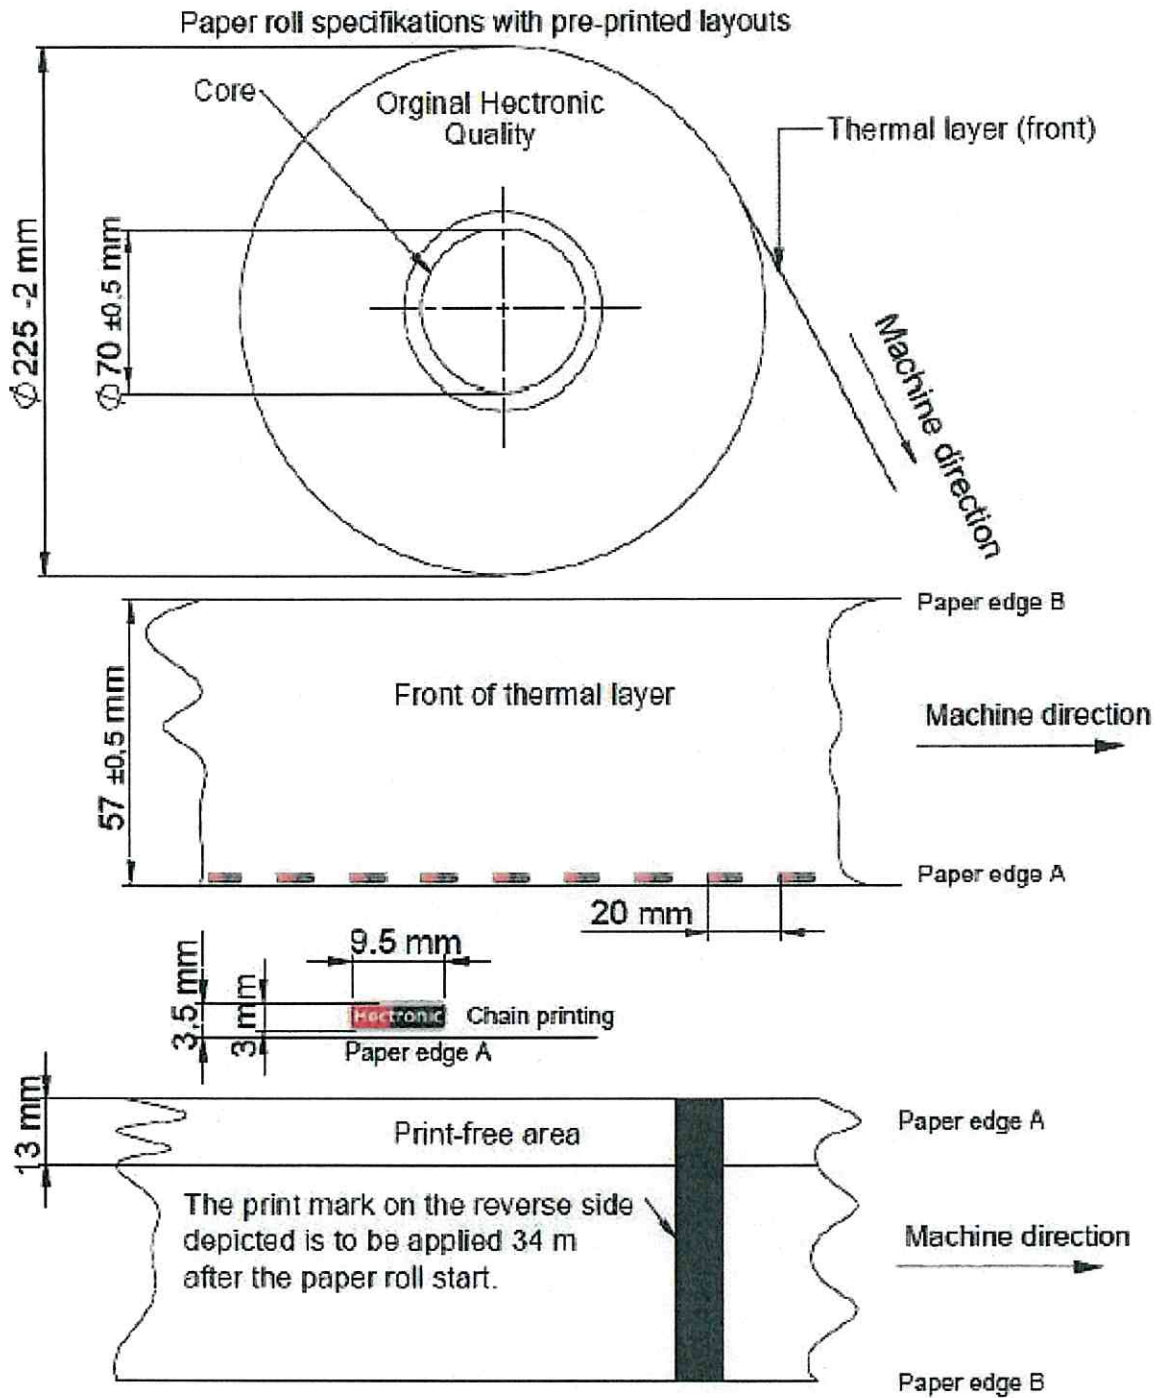 Paper roll specifikations with pre-printed layouts
Core
Orginal Hectronic
Quality
Thermal layer (front)
Ø 225 -2 mm
Ø 70 ±0,5 mm
Machine direction
Paper edge B
57 ±0,5 mm
Front of thermal layer
Machine direction
Paper edge A
20 mm
9.5 mm
3,5 mm
3 mm
Hectronic
Chain printing
Paper edge A
13 mm
Print-free area
Paper edge A
The print mark on the reverse side
depicted is to be applied 34 m
after the paper roll start.
Machine direction
Paper edge B